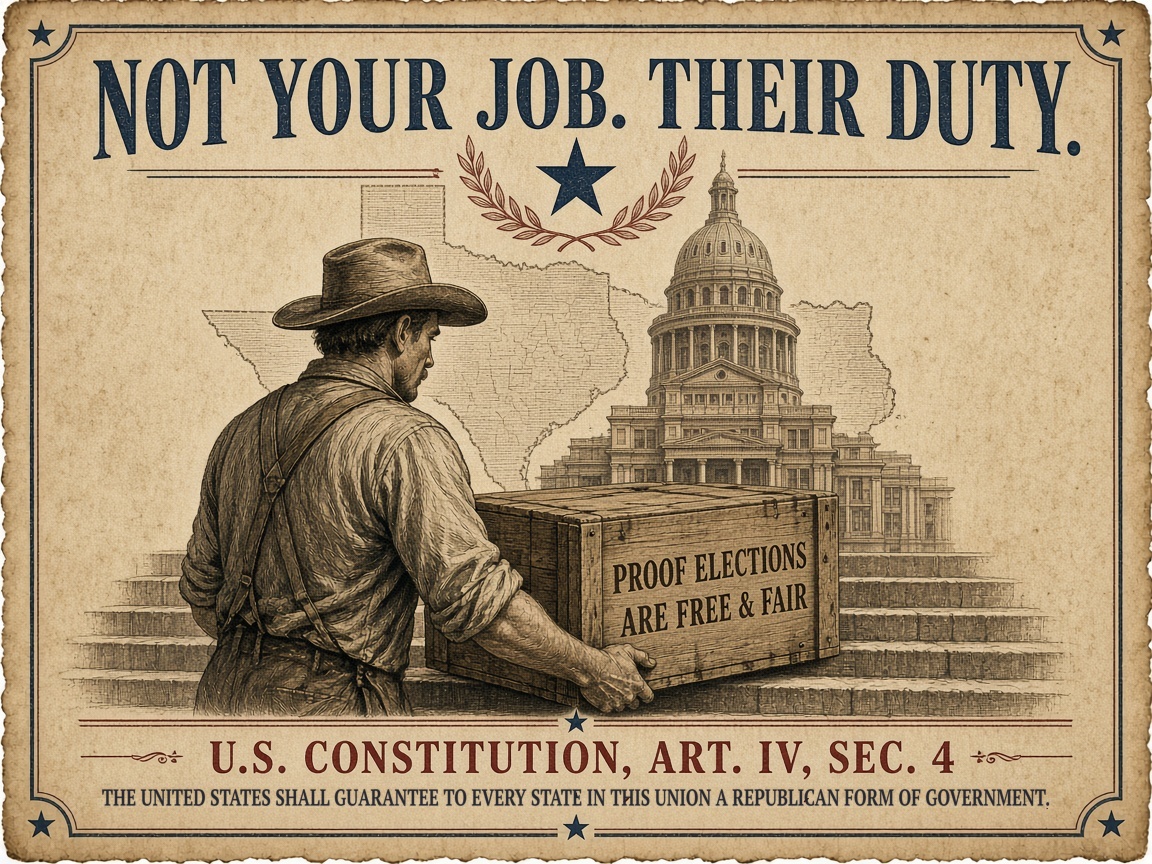 NOT YOUR JOB. THEIR DUTY.
PROOF ELECTIONS
ARE FREE & FAIR
U.S. CONSTITUTION, ART. IV, SEC. 4
THE UNITED STATES SHALL GUARANTEE TO EVERY STATE IN THIS UNION A REPUBLICAN FORM OF GOVERNMENT.